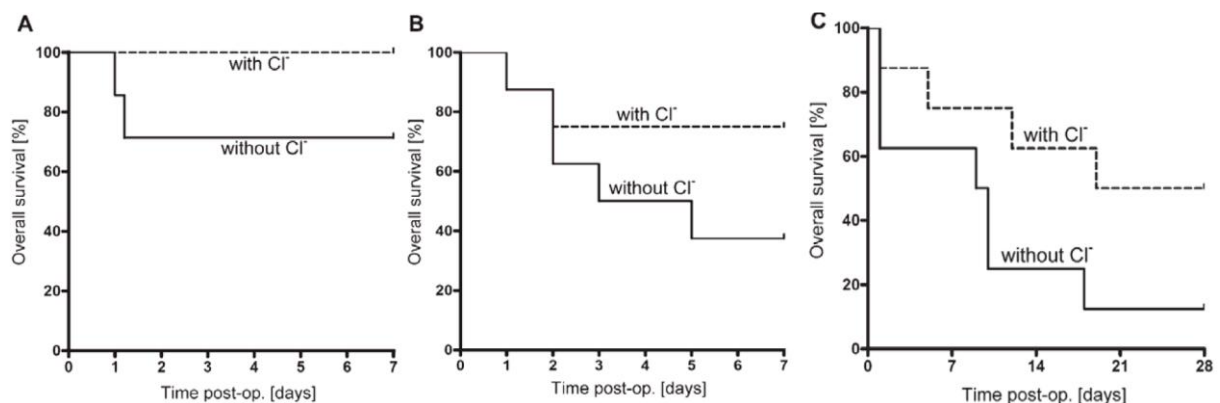 A
Overall survival [%]
100
80
60
40
20
0
with Cl⁻
without Cl⁻
0 1 2 3 4 5 6 7
Time post-op. [days]
B
Overall survival [%]
100
80
60
40
20
0
with Cl⁻
without Cl⁻
0 1 2 3 4 5 6 7
Time post-op. [days]
C
Overall survival [%]
100
80
60
40
20
0
with Cl⁻
without Cl⁻
0 7 14 21 28
Time post-op. [days]